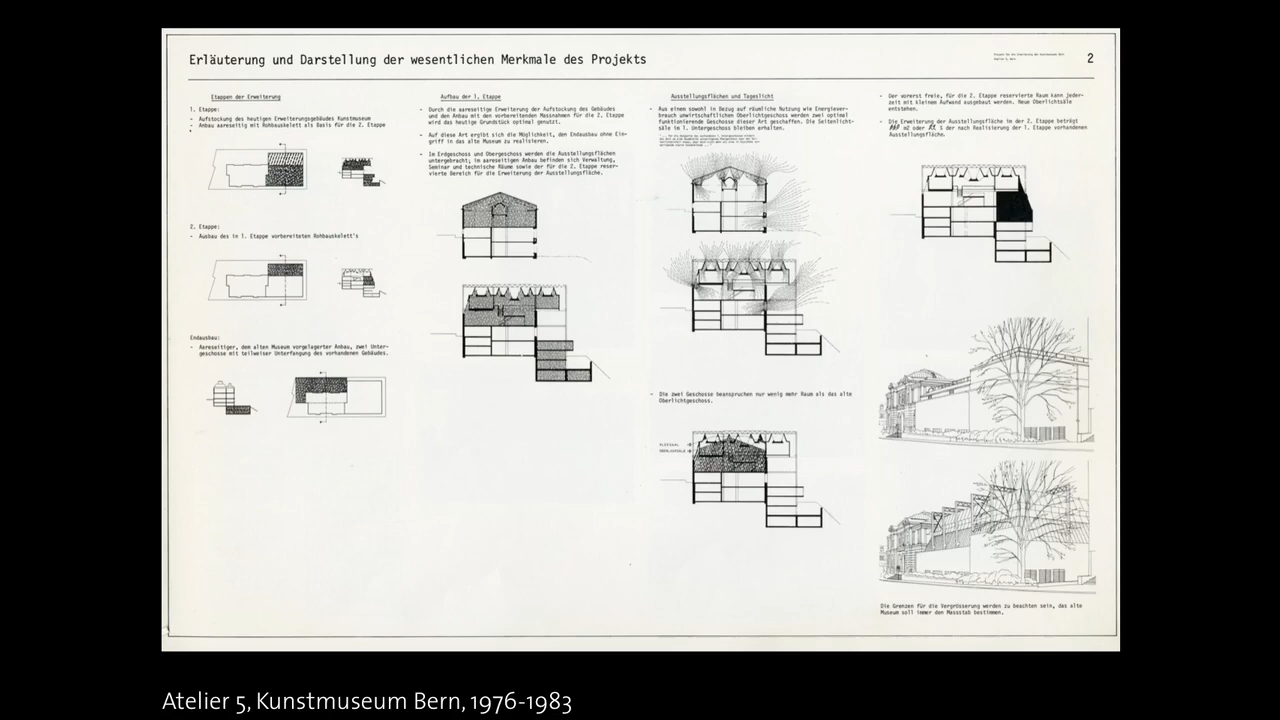 Erläuterung und Darstellung der wesentlichen Merkmale des Projekts
2
Etappen der Erweiterung
1. Etappe:
- Aufstockung des heutigen Erweiterungsgebäudes Kunstmuseum
- Anbau aareseitig mit Rohbauskelett als Basis für die 2. Etappe
2. Etappe:
- Ausbau des in 1. Etappe vorbereiteten Rohbauskelett's
Endausbau:
- Aareseitiger, dem alten Museum vorgelagerter Anbau, zwei Unter-
geschosse mit teilweiser Unterfangung des vorhandenen Gebäudes.
Aufbau der 1. Etappe
- Durch die aareseitige Erweiterung der Aufstockung des Gebäudes
und den Anbau mit den vorbereitenden Massnahmen für die 2. Etappe
wird das heutige Grundstück optimal genutzt.
- Auf diese Art ergibt sich die Möglichkeit, den Endausbau ohne Ein-
griff in das alte Museum zu realisieren.
- Im Erdgeschoss und Obergeschoss werden die Ausstellungsflächen
untergebracht; im aareseitigen Anbau befinden sich Verwaltung,
Seminar und technische Räume sowie der für die 2. Etappe reser-
vierte Bereich für die Erweiterung der Ausstellungsfläche.
Ausstellungsflächen und Tageslicht
- Aus einem sowohl in Bezug auf räumliche Nutzung wie Energiever-
brauch unwirtschaftlichen Oberlichtgeschoss werden zwei optimal
funktionierende Geschosse dieser Art geschaffen. Die Seitenlicht-
säle im 1. Untergeschoss bleiben erhalten.
- Die zwei Geschosse beanspruchen nur wenig mehr Raum als das alte
Oberlichtgeschoss.
- Der vorerst freie, für die 2. Etappe reservierte Raum kann jeder-
zeit mit kleinem Aufwand ausgebaut werden. Neue Oberlichtsäle
entstehen.
- Die Erweiterung der Ausstellungsfläche im der 2. Etappe beträgt
m2 oder % der nach Realisierung der 1. Etappe vorhandenen
Ausstellungsfläche.
Die Grenzen für die Vergrösserung werden zu beachten sein, das alte
Museum soll immer den Massstab bestimmen.
Atelier 5, Kunstmuseum Bern, 1976-1983